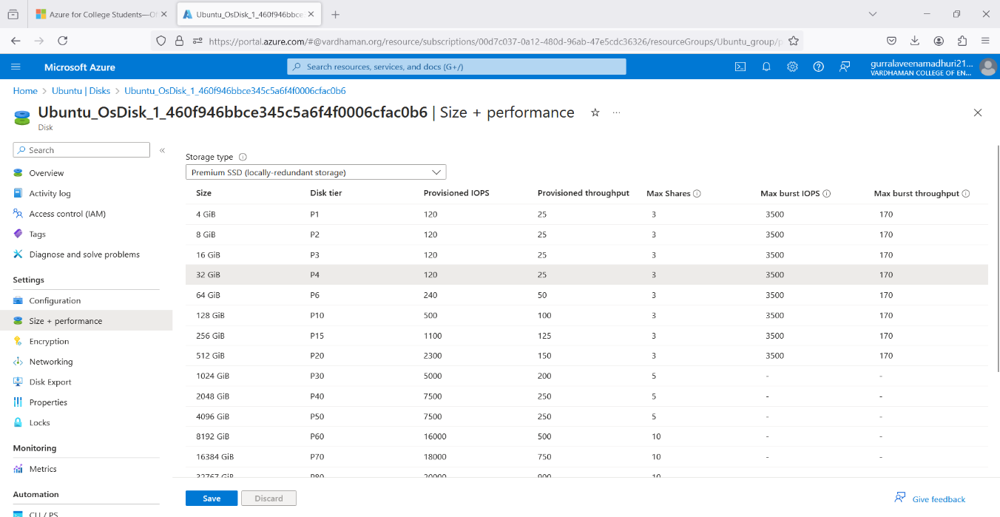 Azure for College Students—Of
Ubuntu_OsDisk_1_460f946bbce
https://portal.azure.com/#@vardhaman.org/resource/subscriptions/00d7c037-0a12-480d-96ab-47e5cdc36326/resourceGroups/Ubuntu_group/p
Microsoft Azure
Search resources, services, and docs (G+/)
gurralaveenamadhuri21...
VARDHAMAN COLLEGE OF EN...
Home > Ubuntu | Disks > Ubuntu_OsDisk_1_460f946bbce345c5a6f4f0006cfac0b6
Ubuntu_OsDisk_1_460f946bbce345c5a6f4f0006cfac0b6 | Size + performance
Disk
Search
Overview
Activity log
Access control (IAM)
Tags
Diagnose and solve problems
Settings
Configuration
Size + performance
Encryption
Networking
Disk Export
Properties
Locks
Monitoring
Metrics
Automation
CLI / PS
Storage type
Premium SSD (locally-redundant storage)
Size Disk tier Provisioned IOPS Provisioned throughput Max Shares Max burst IOPS Max burst throughput
4 GiB P1 120 25 3 3500 170
8 GiB P2 120 25 3 3500 170
16 GiB P3 120 25 3 3500 170
32 GiB P4 120 25 3 3500 170
64 GiB P6 240 50 3 3500 170
128 GiB P10 500 100 3 3500 170
256 GiB P15 1100 125 3 3500 170
512 GiB P20 2300 150 3 3500 170
1024 GiB P30 5000 200 5 - -
2048 GiB P40 7500 250 5 - -
4096 GiB P50 7500 250 5 - -
8192 GiB P60 16000 500 10 - -
16384 GiB P70 18000 750 10 - -
32767 GiB P80 20000 900 10
Save
Discard
Give feedback